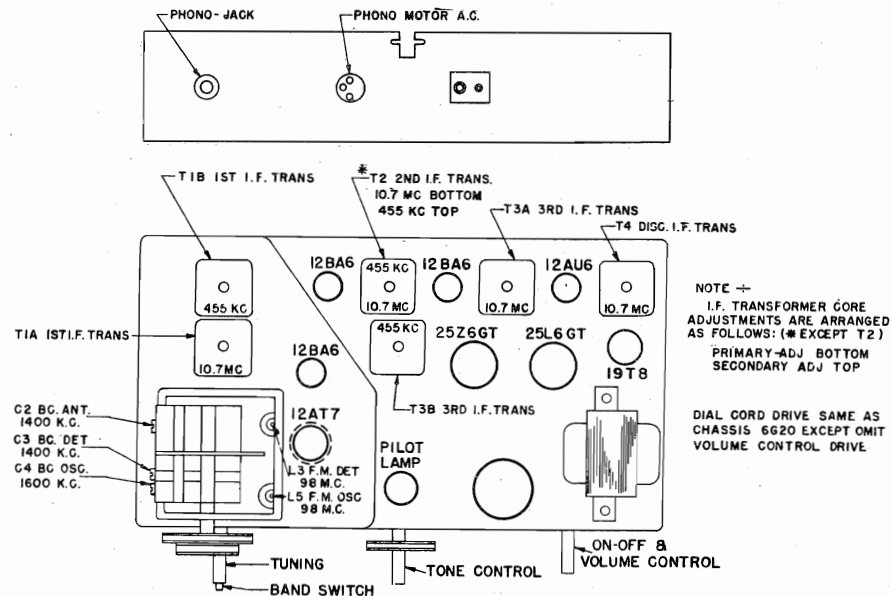 PHONO-JACK
PHONO MOTOR A.C.
T1B 1ST I.F. TRANS
* T2 2ND I.F. TRANS.
10.7 MC BOTTOM
455 KC TOP
T3A 3RD I.F. TRANS
T4 DISC. I.F. TRANS
12BA6
12BA6
12AU6
455 KC
455 KC
10.7 MC
10.7 MC
10.7 MC
NOTE ÷
I.F. TRANSFORMER CORE
ADJUSTMENTS ARE ARRANGED
AS FOLLOWS: (* EXCEPT T2)
PRIMARY-ADJ BOTTOM
SECONDARY ADJ TOP
T1A 1ST I.F. TRANS
10.7 MC
455 KC
25Z6GT
25L6GT
19T8
12BA6
T3B 3RD I.F. TRANS
C2 BC. ANT.
1400 K.C.
C3 BC. DET
1400 K.C.
C4 BC OSC.
1600 K.C.
12AT7
L3 F.M. DET
98 M.C.
L5 F.M. OSC
98 M.C.
PILOT
LAMP
DIAL CORD DRIVE SAME AS
CHASSIS 6G20 EXCEPT OMIT
VOLUME CONTROL DRIVE
TUNING
BAND SWITCH
TONE CONTROL
ON-OFF &
VOLUME CONTROL